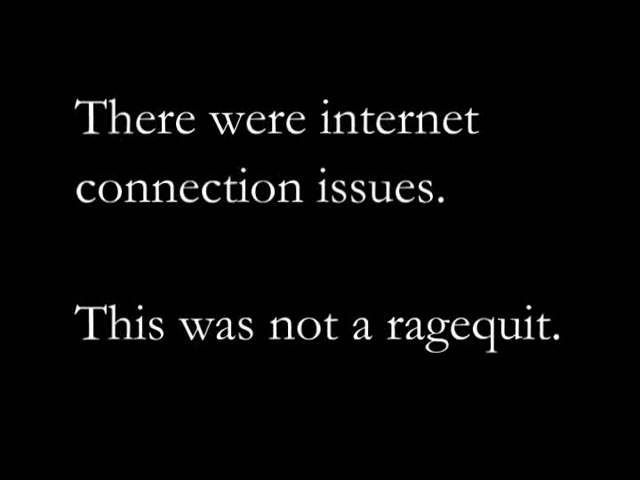 There were internet
connection issues.
This was not a ragequit.